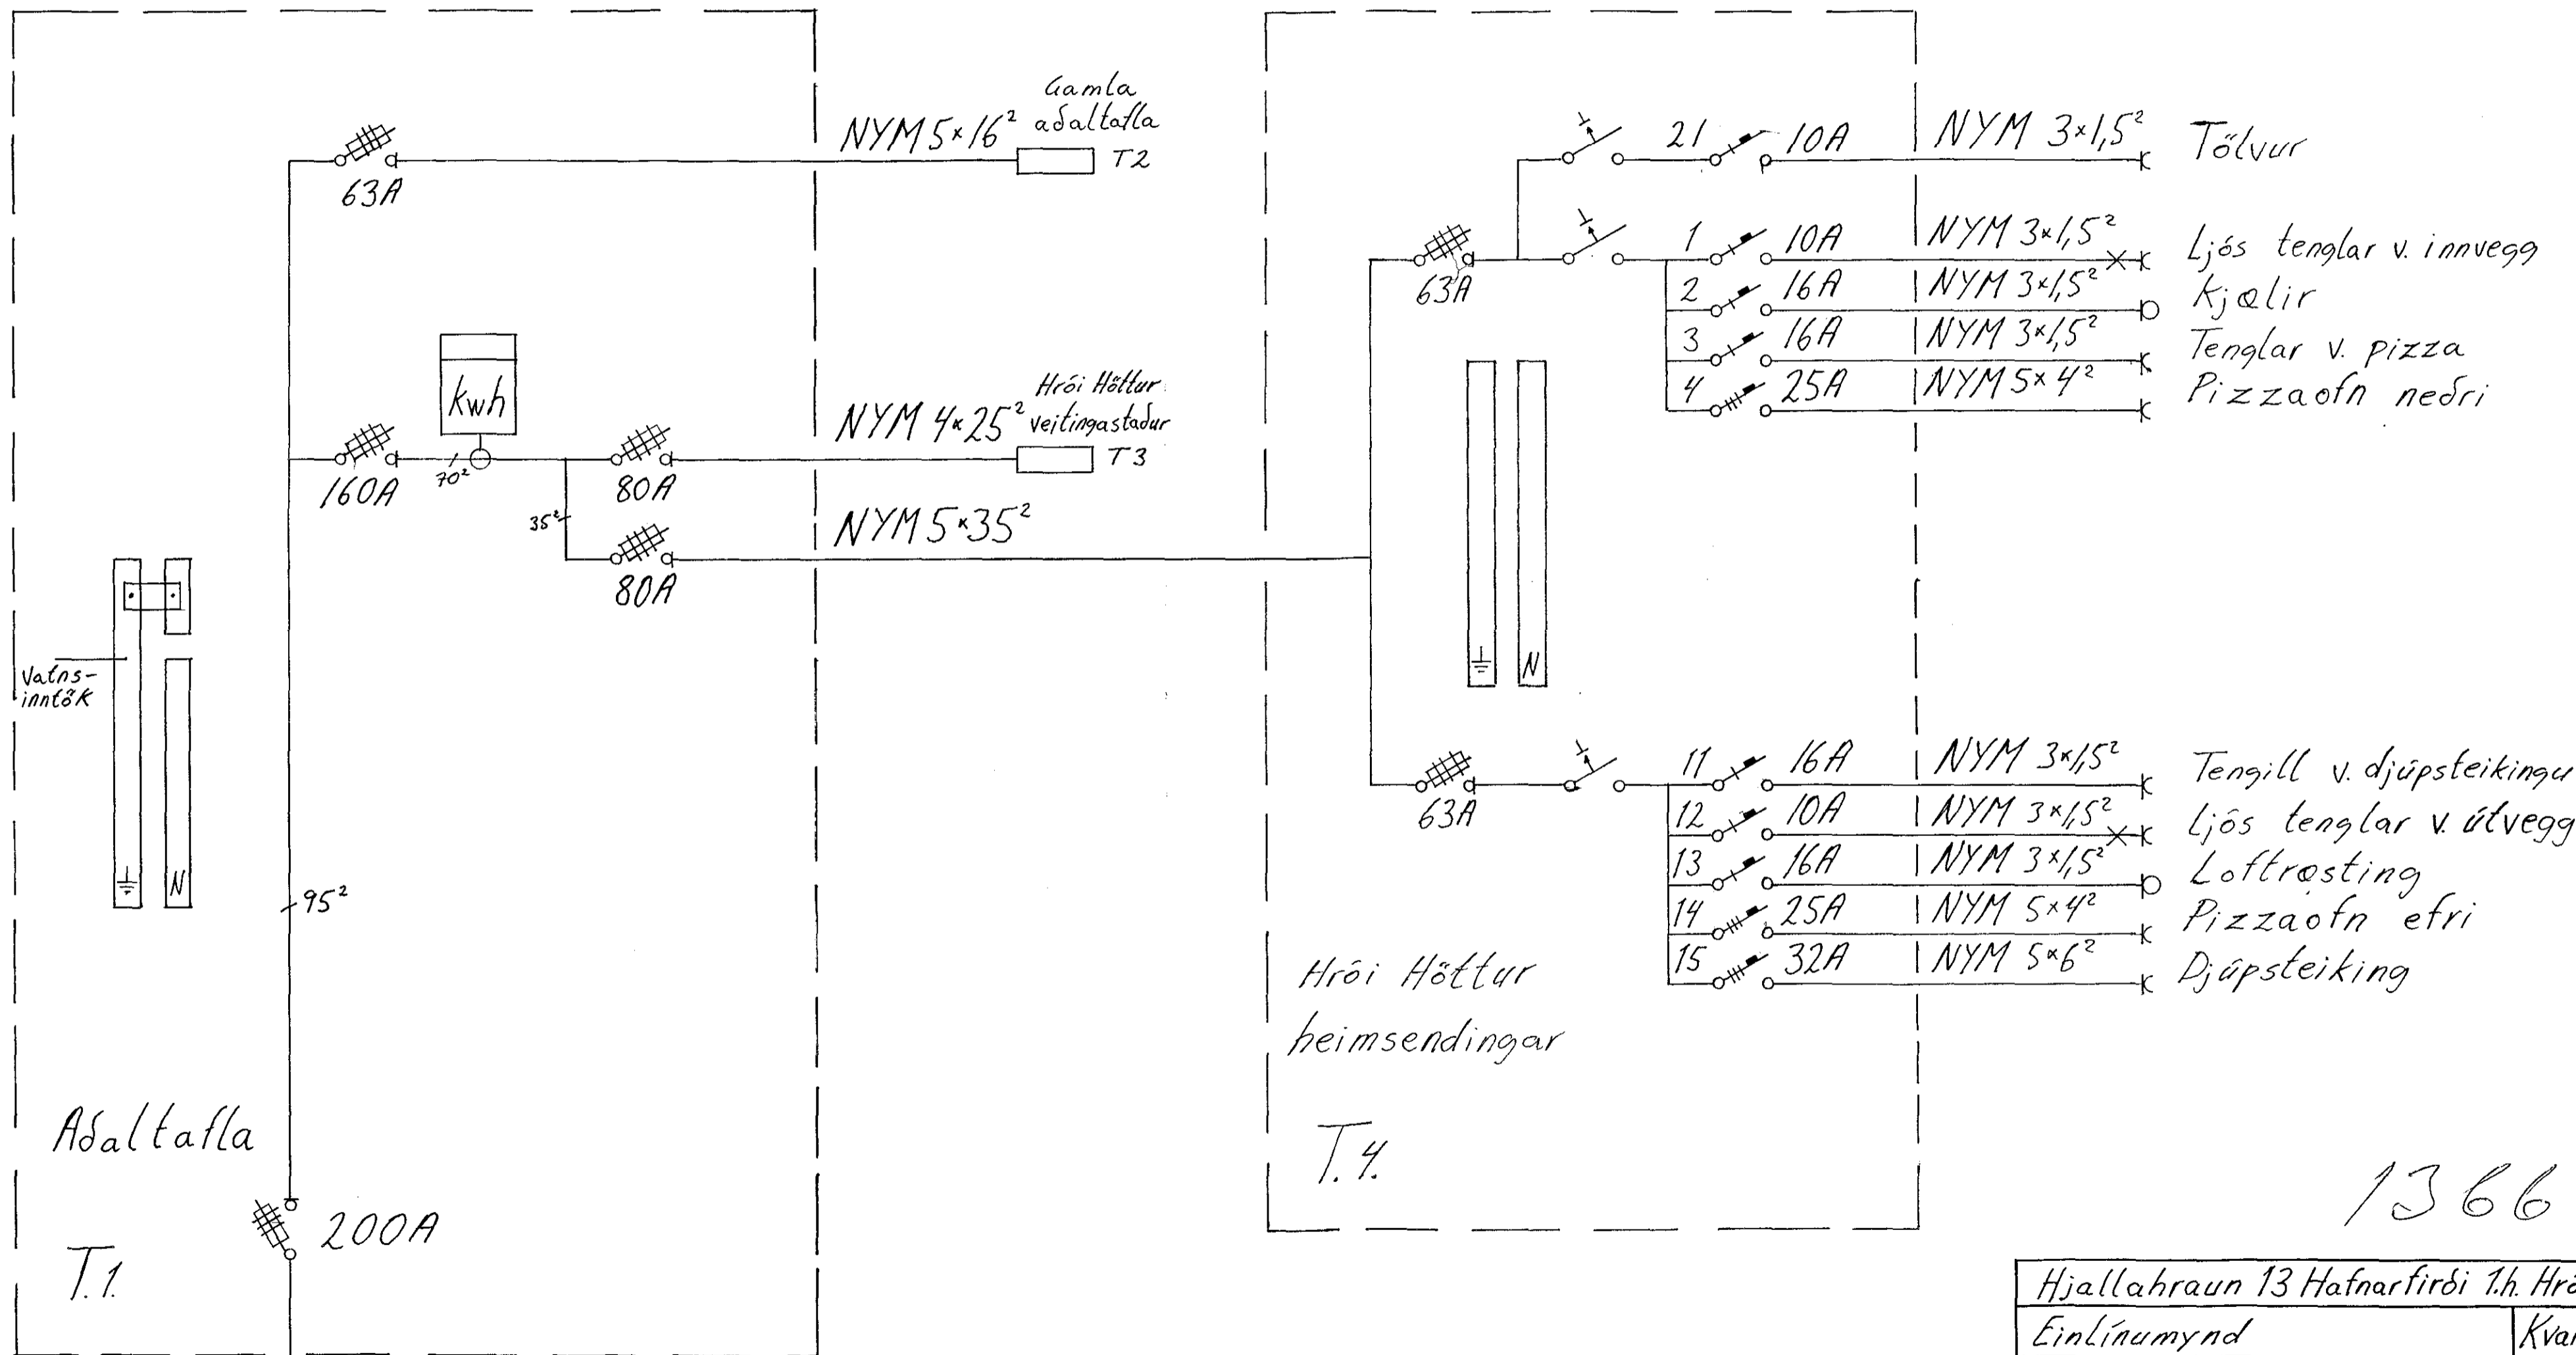 Gamla
aðaltafla
NYM 5×16²
T2
63A
kwh
Hrói Höttur
veitingastaður
NYM 4×25²
T3
160A
70²
80A
35²
NYM 5×35²
80A
Vatns-
inntök
N
95²
Aðaltafla
200A
T.1.
21 10A NYM 3×1,5² Tölvur
63A
1 10A NYM 3×1,5² Ljós tenglar v. innvegg
2 16A NYM 3×1,5² Kjælir
3 16A NYM 3×1,5² Tenglar v. pizza
4 25A NYM 5×4² Pizzaofn neðri
N
63A
11 16A NYM 3×1,5² Tengill v. djúpsteikingu
12 10A NYM 3×1,5² Ljós tenglar v. útvegg
13 16A NYM 3×1,5² Loftræsting
14 25A NYM 5×4² Pizzaofn efri
15 32A NYM 5×6² Djúpsteiking
Hrói Höttur
heimsendingar
T.4.
1366
Hjallahraun 13 Hafnarfirði 1.h. Hró
Einlínumynd
Kvar